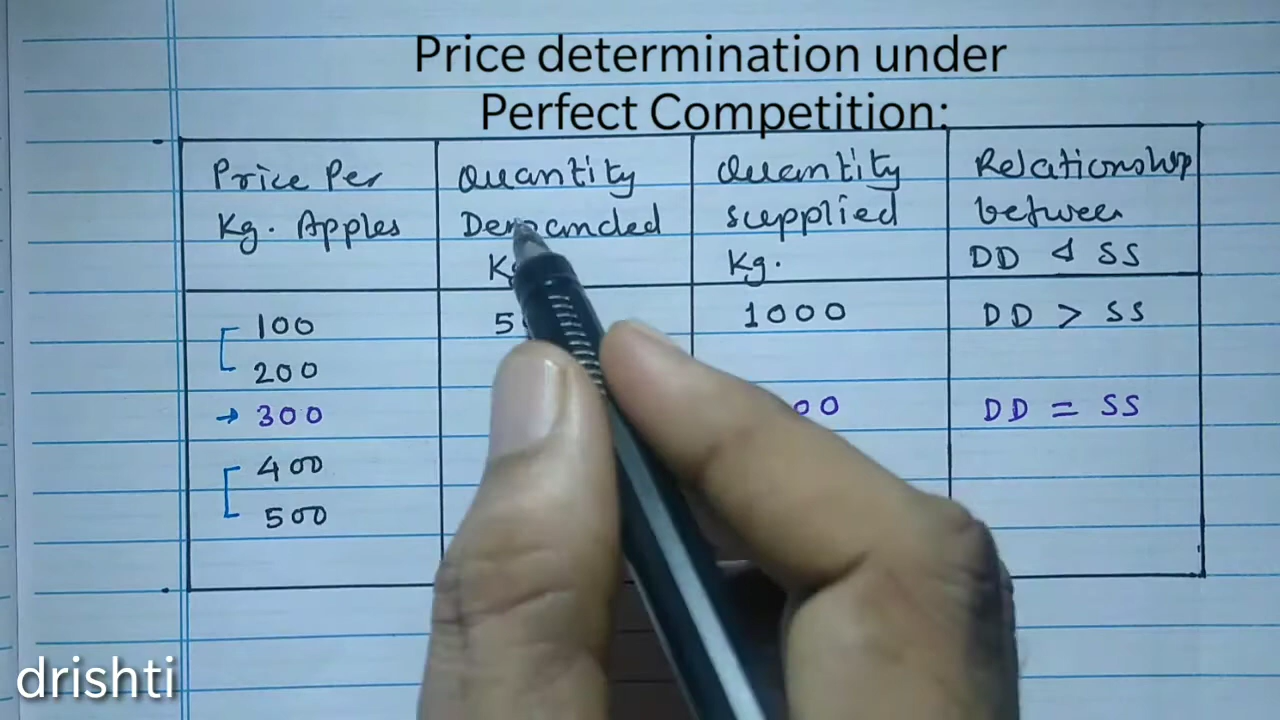 Price determination under
Perfect Competition:
Price Per
Kg. Apples
Quantity
Demanded
Quantity
supplied
Kg.
Relationship
between
DD & SS
100
1000
DD > SS
200
→ 300
DD = SS
400
500
drishti